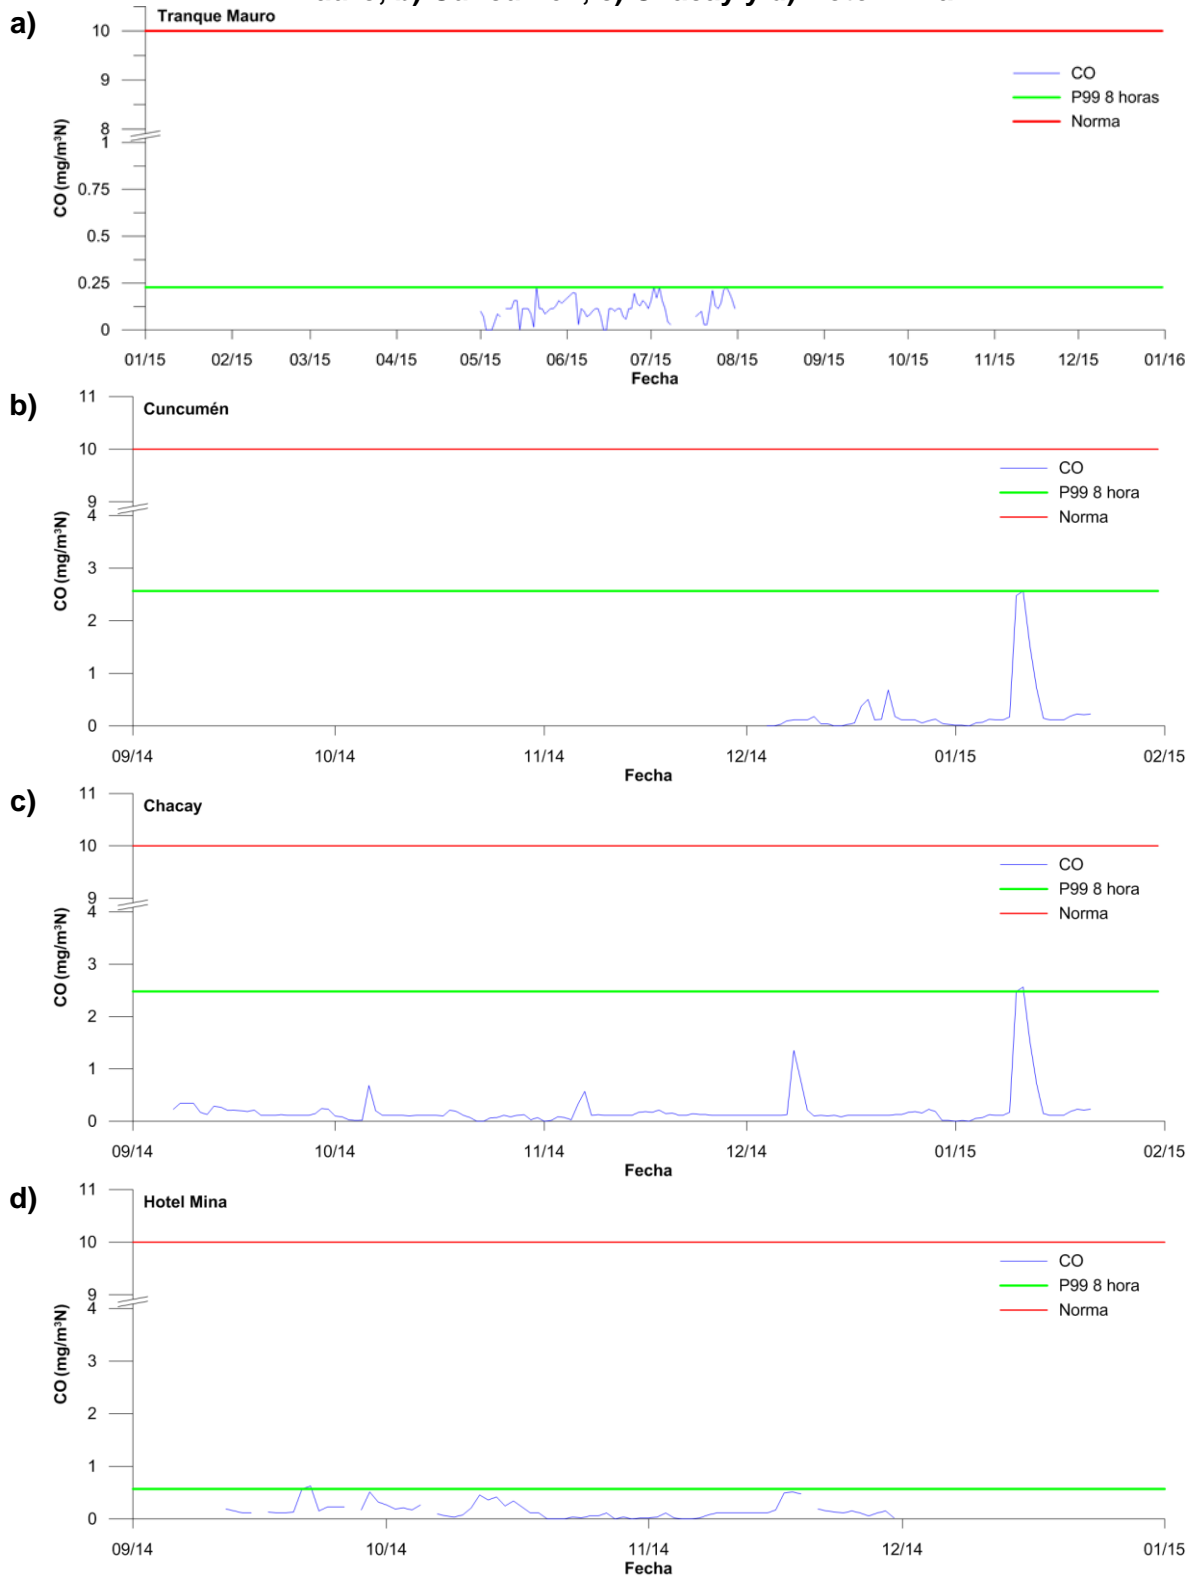 a)
Tranque Mauro
10
9
8
1
0.75
0.5
0.25
0
CO (mg/m³N)
CO
P99 8 horas
Norma
01/15 02/15 03/15 04/15 05/15 06/15 07/15 08/15 09/15 10/15 11/15 12/15 01/16
Fecha
b)
Cuncumén
11
10
9
4
3
2
1
0
CO (mg/m³N)
CO
P99 8 hora
Norma
09/14 10/14 11/14 12/14 01/15 02/15
Fecha
c)
Chacay
11
10
9
4
3
2
1
0
CO (mg/m³N)
CO
P99 8 hora
Norma
09/14 10/14 11/14 12/14 01/15 02/15
Fecha
d)
Hotel Mina
11
10
9
4
3
2
1
0
CO (mg/m³N)
CO
P99 8 hora
Norma
09/14 10/14 11/14 12/14 01/15
Fecha